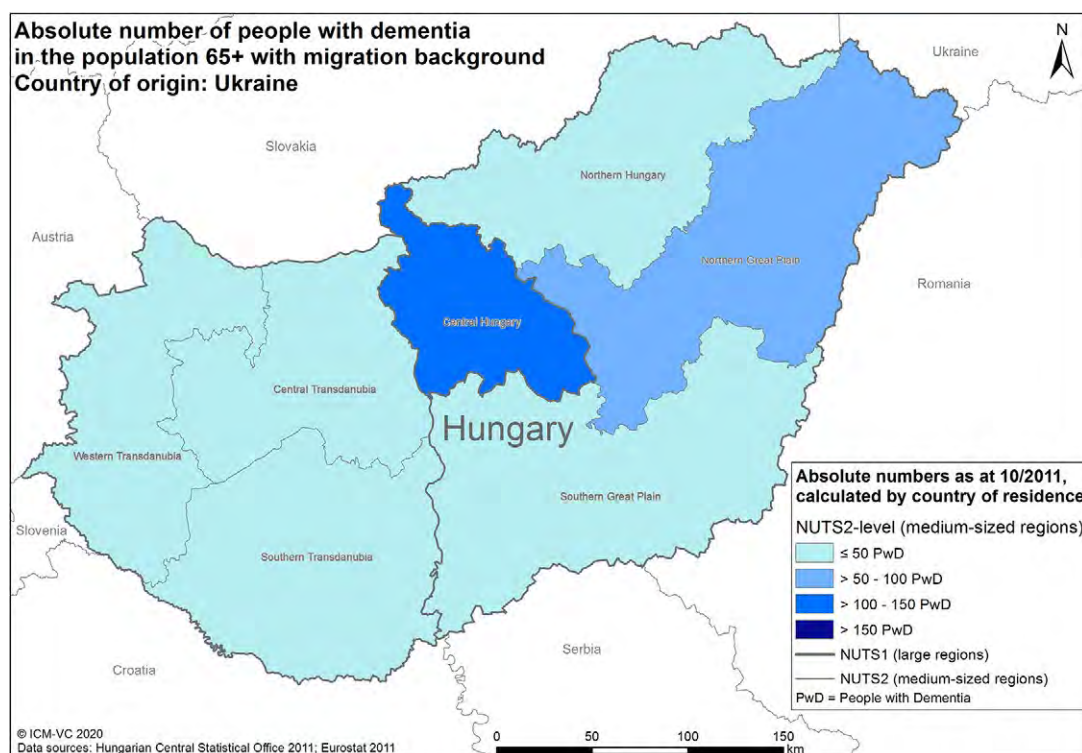 Absolute number of people with dementia
in the population 65+ with migration background
Country of origin: Ukraine
N
Ukraine
Slovakia
Northern Hungary
Austria
Northern Great Plain
Romania
Central Hungary
Central Transdanubia
Hungary
Western Transdanubia
Southern Great Plain
Slovenia
Southern Transdanubia
Serbia
Croatia
Absolute numbers as at 10/2011,
calculated by country of residence
NUTS2-level (medium-sized regions)
≤ 50 PwD
> 50 - 100 PwD
> 100 - 150 PwD
> 150 PwD
NUTS1 (large regions)
NUTS2 (medium-sized regions)
PwD = People with Dementia
© ICM-VC 2020
Data sources: Hungarian Central Statistical Office 2011; Eurostat 2011
0 50 100 150
km